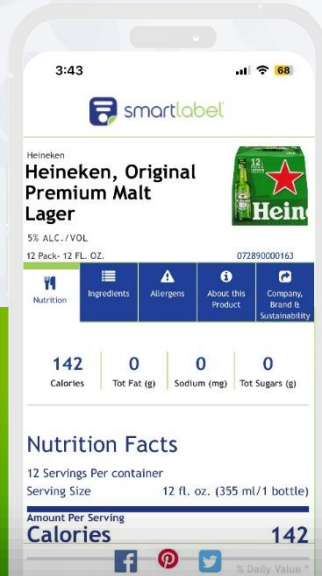 3:43
68
smartlabel
Heineken
Heineken, Original
Premium Malt
Lager
12
Hein
5% ALC./VOL
12 Pack- 12 FL. OZ.
072890000163
Nutrition
Ingredients
Allergens
About this
Product
Company,
Brand &
Sustainability
142
Calories
0
Tot Fat (g)
0
Sodium (mg)
0
Tot Sugars (g)
Nutrition Facts
12 Servings Per container
Serving Size 12 fl. oz. (355 ml/1 bottle)
Amount Per Serving
Calories 142
% Daily Value *